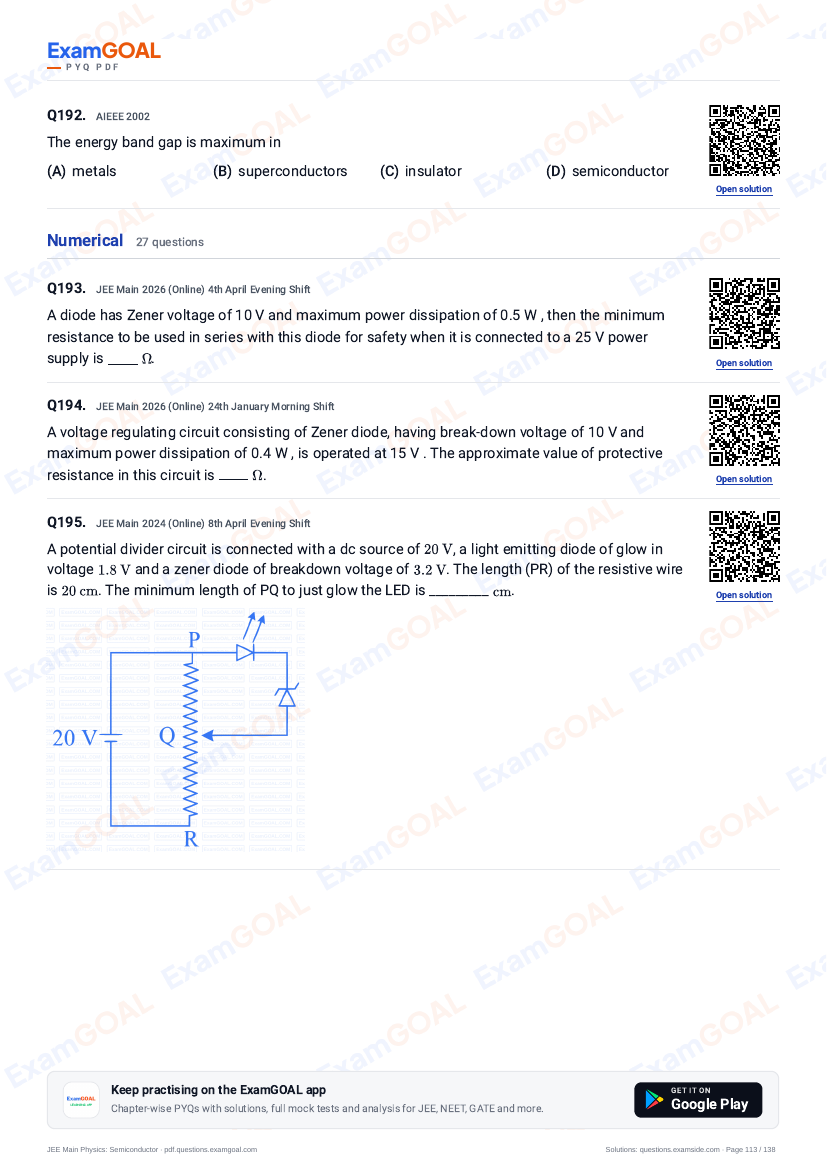 ExamGOAL
PYQ PDF
Q192. AIEEE 2002
The energy band gap is maximum in
(A) metals (B) superconductors (C) insulator (D) semiconductor
Open solution
Numerical 27 questions
Q193. JEE Main 2026 (Online) 4th April Evening Shift
A diode has Zener voltage of 10 V and maximum power dissipation of 0.5 W , then the minimum
resistance to be used in series with this diode for safety when it is connected to a 25 V power
supply is ____ Ω.
Open solution
Q194. JEE Main 2026 (Online) 24th January Morning Shift
A voltage regulating circuit consisting of Zener diode, having break-down voltage of 10 V and
maximum power dissipation of 0.4 W , is operated at 15 V . The approximate value of protective
resistance in this circuit is ____ Ω.
Open solution
Q195. JEE Main 2024 (Online) 8th April Evening Shift
A potential divider circuit is connected with a dc source of 20 V, a light emitting diode of glow in
voltage 1.8 V and a zener diode of breakdown voltage of 3.2 V. The length (PR) of the resistive wire
is 20 cm. The minimum length of PQ to just glow the LED is _________ cm.
Open solution
P
20 V
Q
R
Keep practising on the ExamGOAL app
Chapter-wise PYQs with solutions, full mock tests and analysis for JEE, NEET, GATE and more.
GET IT ON
Google Play
JEE Main Physics: Semiconductor · pdf.questions.examgoal.com
Solutions: questions.examside.com · Page 113 / 138